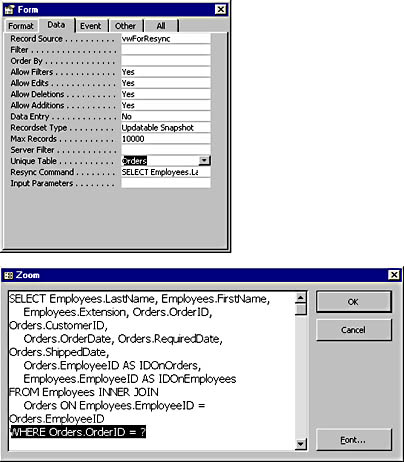 Form
Format Data Event Other All
Record Source . . . . . . . . vwForResync
Filter . . . . . . . . . . . . . . . . .
Order By . . . . . . . . . . . . . .
Allow Filters . . . . . . . . . . . Yes
Allow Edits . . . . . . . . . . . . Yes
Allow Deletions . . . . . . . . . Yes
Allow Additions . . . . . . . . . Yes
Data Entry . . . . . . . . . . . . No
Recordset Type . . . . . . . . Updatable Snapshot
Max Records . . . . . . . . . . 10000
Server Filter . . . . . . . . . . .
Unique Table . . . . . . . . . . Orders
Resync Command . . . . . . . SELECT Employees.La
Input Parameters . . . . . . .
Zoom
SELECT Employees.LastName, Employees.FirstName,
Employees.Extension, Orders.OrderID,
Orders.CustomerID,
Orders.OrderDate, Orders.RequiredDate,
Orders.ShippedDate,
Orders.EmployeeID AS IDOnOrders,
Employees.EmployeeID AS IDOnEmployees
FROM Employees INNER JOIN
Orders ON Employees.EmployeeID =
Orders.EmployeeID
WHERE Orders.OrderID = ?
OK
Cancel
Font...